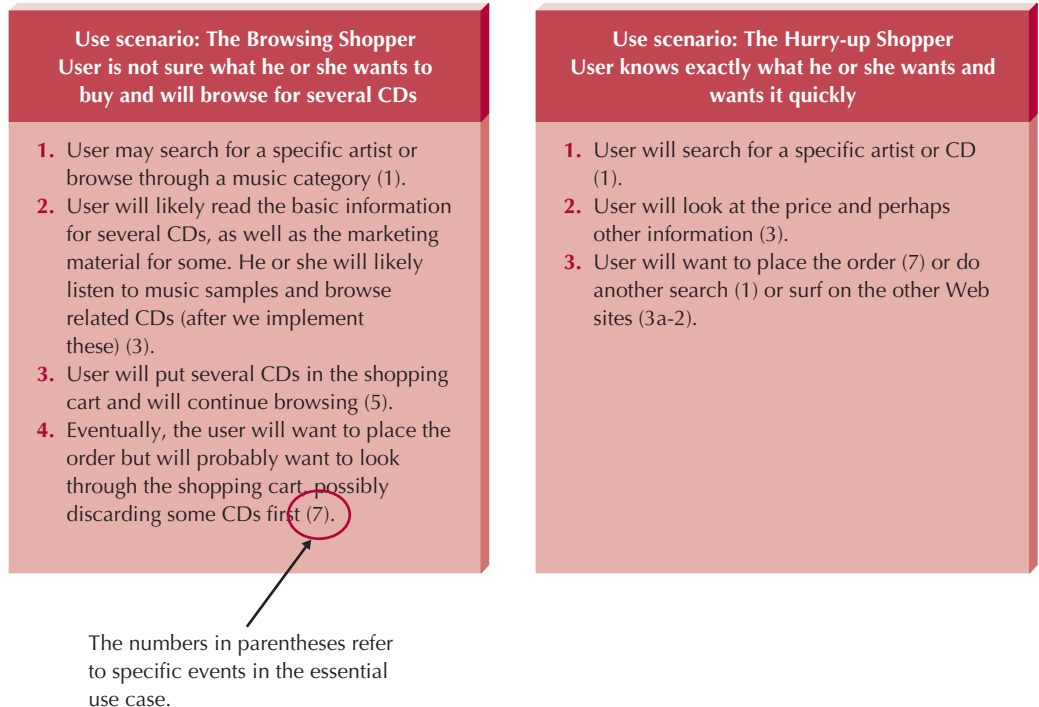 Use scenario: The Browsing Shopper
User is not sure what he or she wants to
buy and will browse for several CDs
1. User may search for a specific artist or
browse through a music category (1).
2. User will likely read the basic information
for several CDs, as well as the marketing
material for some. He or she will likely
listen to music samples and browse
related CDs (after we implement
these) (3).
3. User will put several CDs in the shopping
cart and will continue browsing (5).
4. Eventually, the user will want to place the
order but will probably want to look
through the shopping cart, possibly
discarding some CDs first (7).
Use scenario: The Hurry-up Shopper
User knows exactly what he or she wants and
wants it quickly
1. User will search for a specific artist or CD
(1).
2. User will look at the price and perhaps
other information (3).
3. User will want to place the order (7) or do
another search (1) or surf on the other Web
sites (3a-2).
The numbers in parentheses refer
to specific events in the essential
use case.